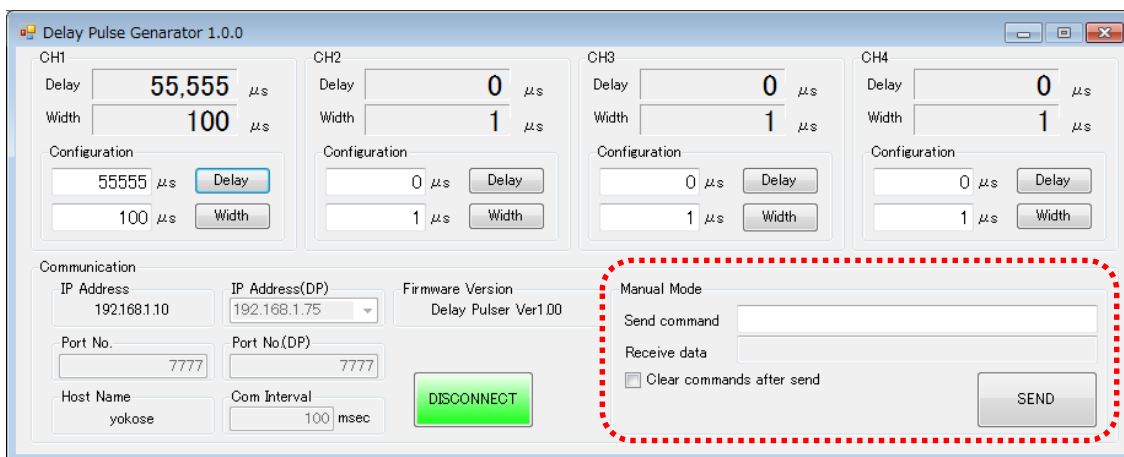 Delay Pulse Genarator 1.0.0
CH1
Delay 55,555 μs
Width 100 μs
Configuration
55555 μs Delay
100 μs Width
CH2
Delay 0 μs
Width 1 μs
Configuration
0 μs Delay
1 μs Width
CH3
Delay 0 μs
Width 1 μs
Configuration
0 μs Delay
1 μs Width
CH4
Delay 0 μs
Width 1 μs
Configuration
0 μs Delay
1 μs Width
Communication
IP Address
192.168.1.10
IP Address(DP)
192.168.1.75
Firmware Version
Delay Pulser Ver1.00
Port No.
7777
Port No.(DP)
7777
Host Name
yokose
Com Interval
100 msec
DISCONNECT
Manual Mode
Send command
Receive data
Clear commands after send
SEND